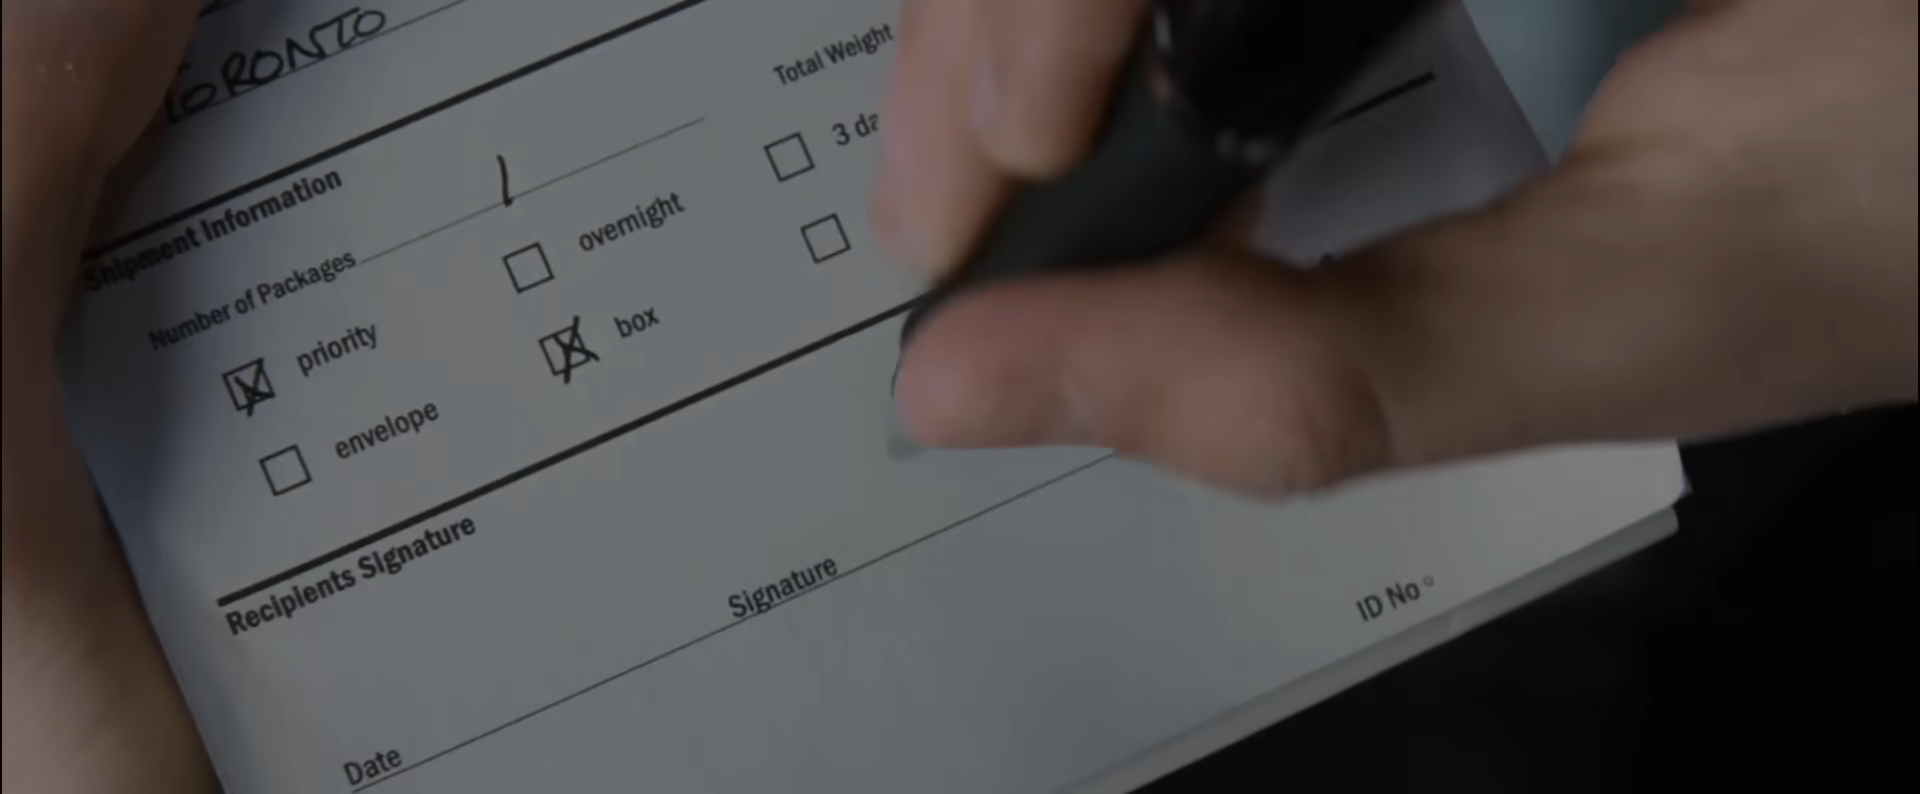 TORONTO
Shipment Information
Number of Packages 1
Total Weight
priority
overnight
3
envelope
box
Recipients Signature
Signature
Date
ID No